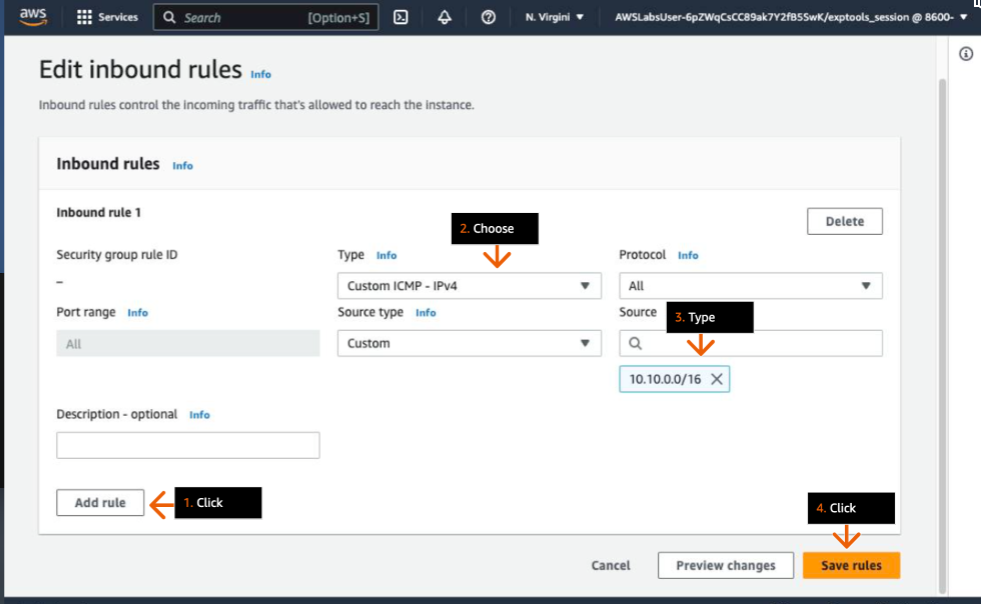 aws Services Search [Option+S] N. Virgini AWSLabsUser-6pZWqCsCC89ak7Y2fB5SwK/exptools_session @ 8600-
Edit inbound rules Info
Inbound rules control the incoming traffic that's allowed to reach the instance.
Inbound rules Info
Inbound rule 1
Delete
2. Choose
Security group rule ID
Type Info
Protocol Info
–
Custom ICMP - IPv4
All
Port range Info
Source type Info
Source
3. Type
All
Custom
10.10.0.0/16
Description - optional Info
Add rule
1. Click
4. Click
Cancel
Preview changes
Save rules